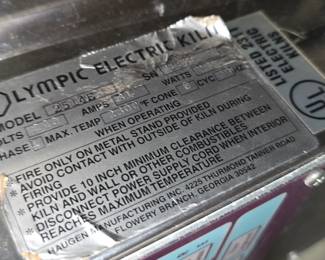 OLYMPIC ELECTRIC KILN
MODEL
VOLTS AMPS WATTS
PHASE MAX. TEMP. °F CONE CYC HZ
WHEN OPERATING
FIRE ONLY ON METAL STAND PROVIDED
AVOID CONTACT WITH OUTSIDE OF KILN DURING
FIRING
PROVIDE 10 INCH MINIMUM CLEARANCE BETWEEN
KILN AND WALL OR OTHER COMBUSTIBLES
DISCONNECT POWER SUPPLY CORD WHEN INTERIOR
REACHES MAXIMUM TEMPERATURE
HAUGEN MANUFACTURING INC. 4225 THURMOND TANNER ROAD
FLOWERY BRANCH, GEORGIA 30542
UL
LISTED
ELECTRIC
KILNS